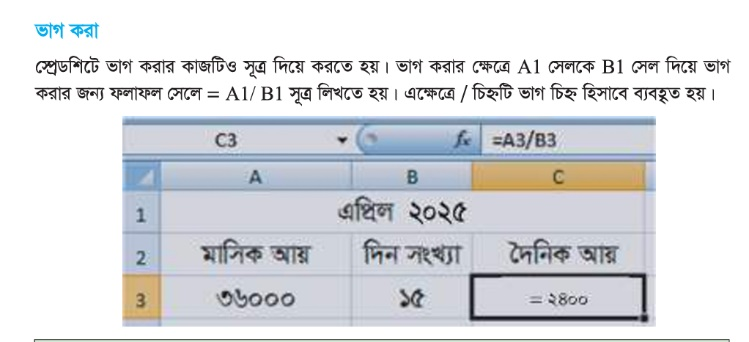 ভাগ করা
স্প্রেডশিটে ভাগ করার কাজটিও সূত্র দিয়ে করতে হয়। ভাগ করার ক্ষেত্রে A1 সেলকে B1 সেল দিয়ে ভাগ
করার জন্য ফলাফল সেলে = A1/ B1 সূত্র লিখতে হয়। এক্ষেত্রে / চিহ্নটি ভাগ চিহ্ন হিসাবে ব্যবহৃত হয়।
C3 fx =A3/B3
A B C
1 এপ্রিল ২০২৫
2 মাসিক আয় দিন সংখ্যা দৈনিক আয়
3 ৩৬০০০ ১৫ = ২৪০০